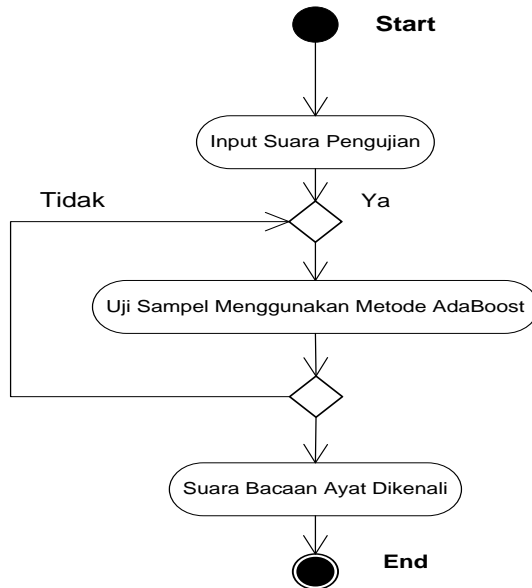 Start
Input Suara Pengujian
Tidak
Ya
Uji Sampel Menggunakan Metode AdaBoost
Suara Bacaan Ayat Dikenali
End